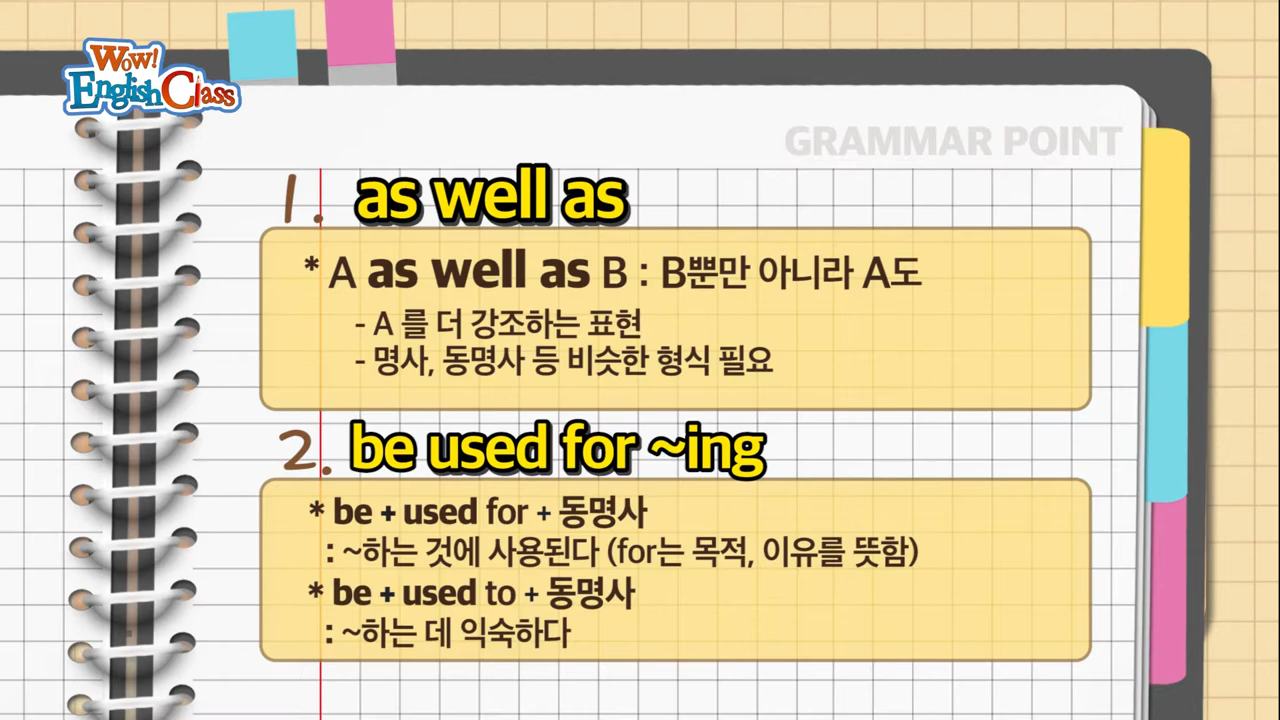 Wow!
English Class
GRAMMAR POINT
1. as well as
* A as well as B : B뿐만 아니라 A도
- A 를 더 강조하는 표현
- 명사, 동명사 등 비슷한 형식 필요
2. be used for ~ing
* be + used for + 동명사
: ~하는 것에 사용된다 (for는 목적, 이유를 뜻함)
* be + used to + 동명사
: ~하는 데 익숙하다